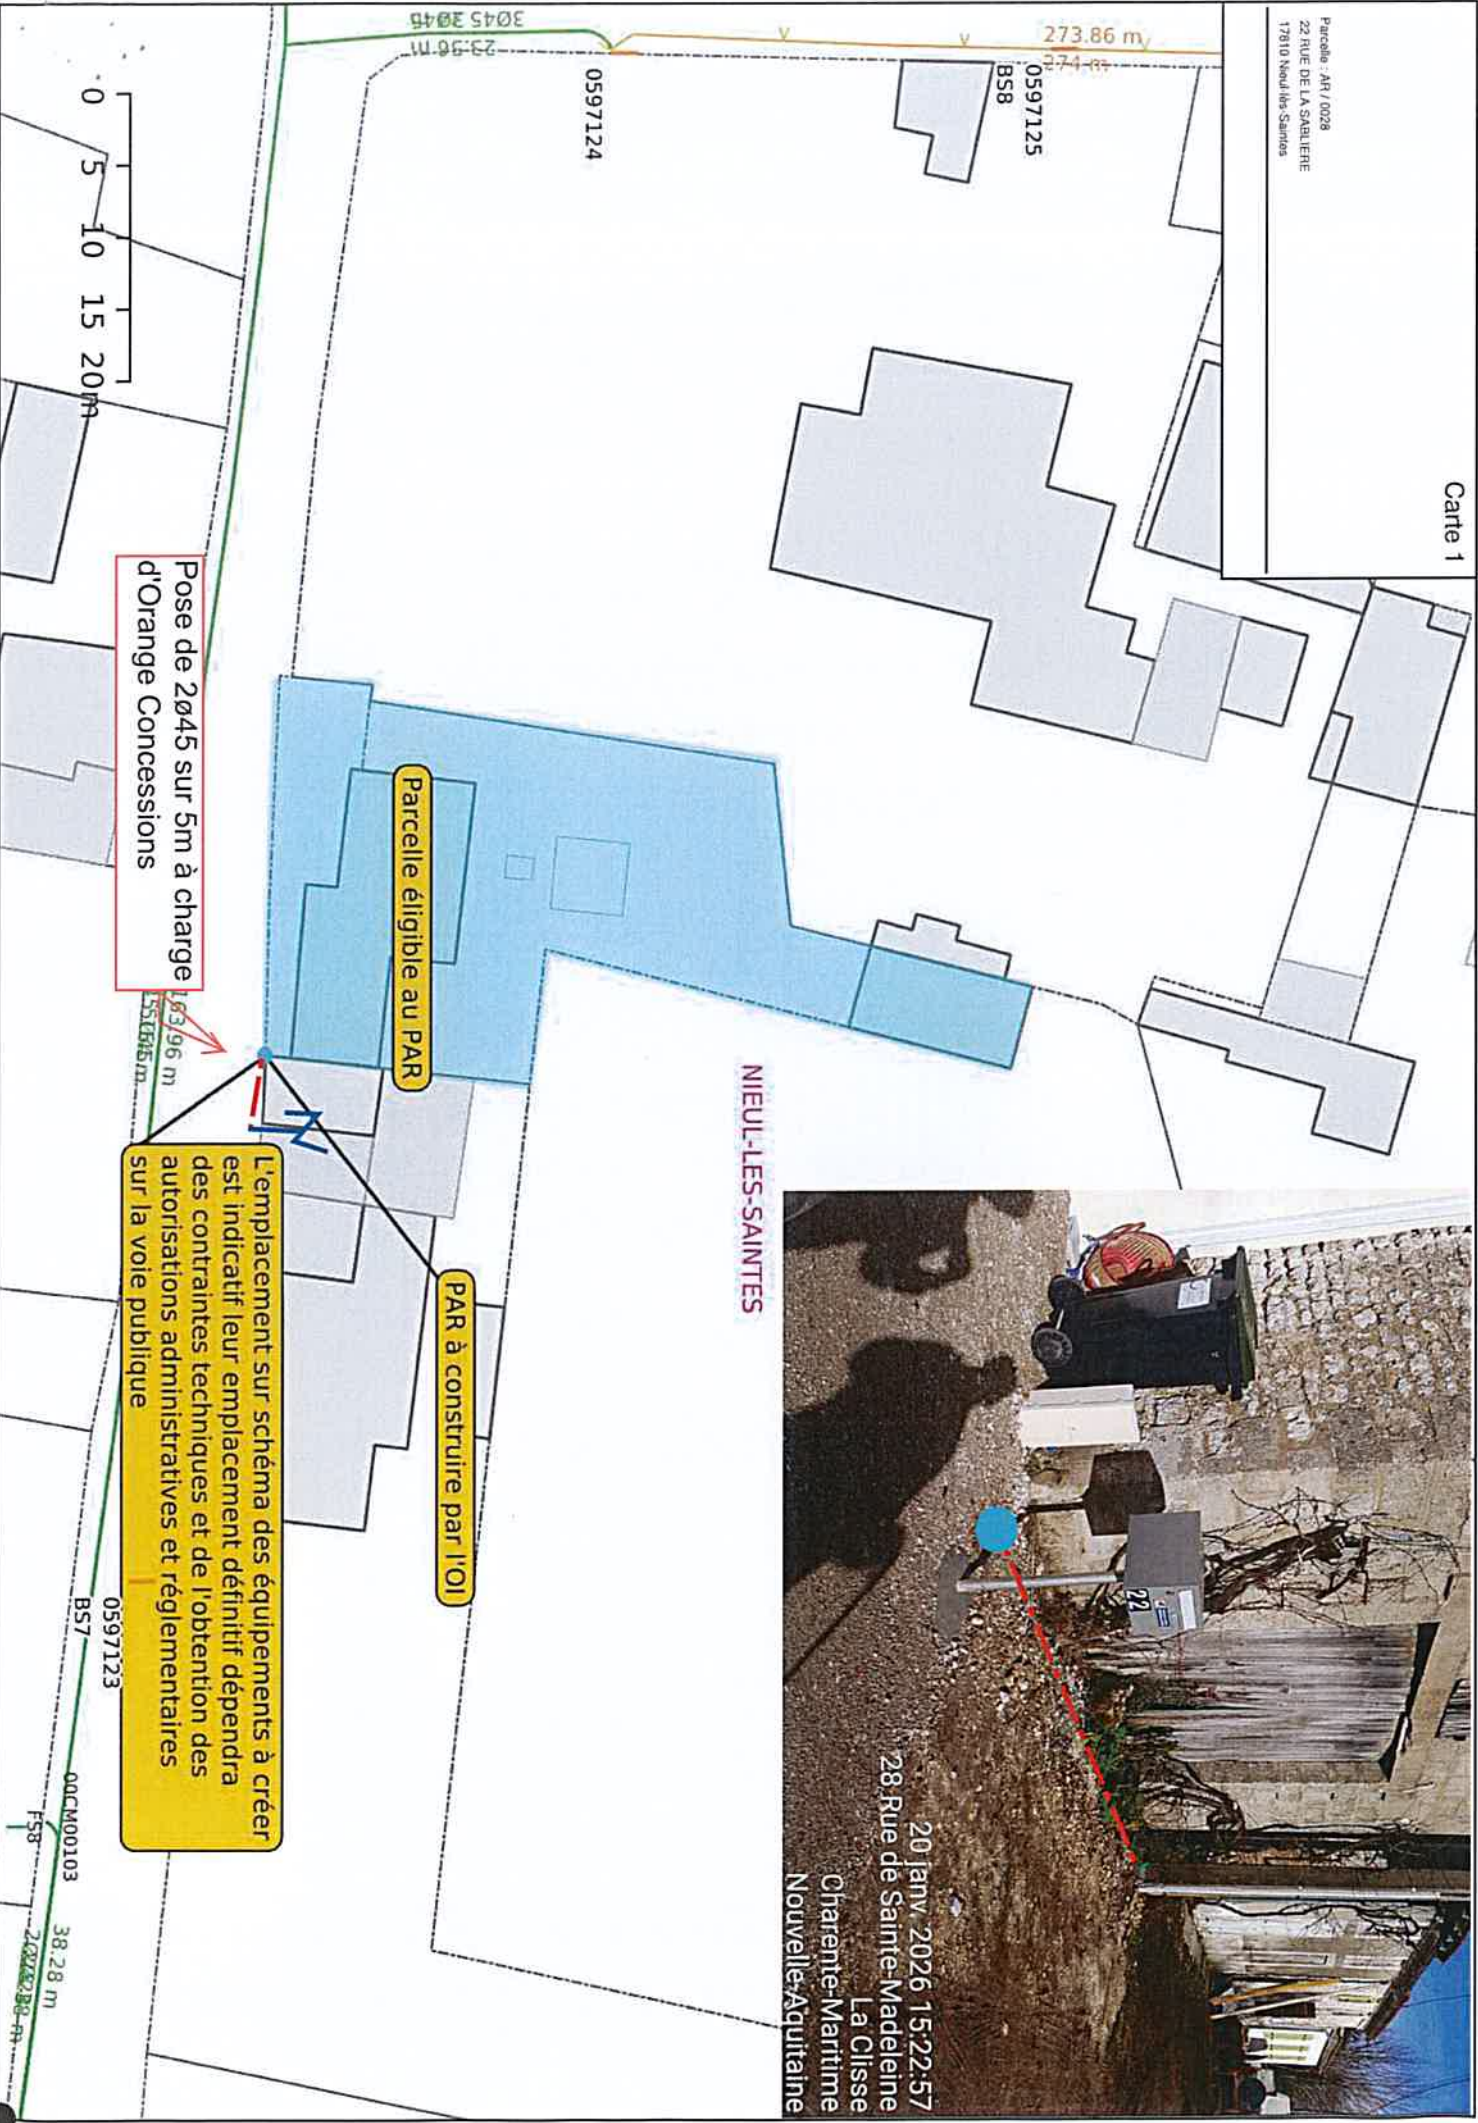 Carte 1
Parcelle : AR / 0028
22 RUE DE LA SABLIERE
17810 Nieul-lès-Saintes
273.86 m
274 m
23.96 m
0597125
BS8
0597124
NIEUL-LES-SAINTES
22
20 janv. 2026 15:22:57
28 Rue de Sainte-Madeleine
La Clisse
Charente-Maritime
Nouvelle-Aquitaine
Parcelle éligible au PAR
PAR à construire par l'OI
Pose de 2ø45 sur 5m à charge
d'Orange Concessions
163.96 m
L'emplacement sur schéma des équipements à créer
est indicatif leur emplacement définitif dépendra
des contraintes techniques et de l'obtention des
autorisations administratives et réglementaires
sur la voie publique
0597123
BS7
00CM00103
FS8
38.28 m
0 5 10 15 20m